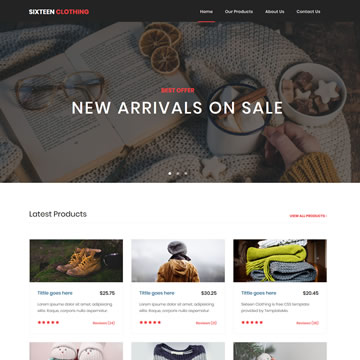 SIXTEEN CLOTHING
Home
Our Products
About Us
Contact Us
BEST OFFER
NEW ARRIVALS ON SALE
Latest Products
VIEW ALL PRODUCTS
Tittle goes here
$25.75
Lorem ipsume dolor sit amet, adipisicing
elite. Itaque, corporis nulla aspernatur.
Reviews (24)
Tittle goes here
$30.25
Lorem ipsume dolor sit amet, adipisicing
elite. Itaque, corporis nulla aspernatur.
Reviews (21)
Tittle goes here
$20.45
Sixteen Clothing is free CSS template
provided by TemplateMo.